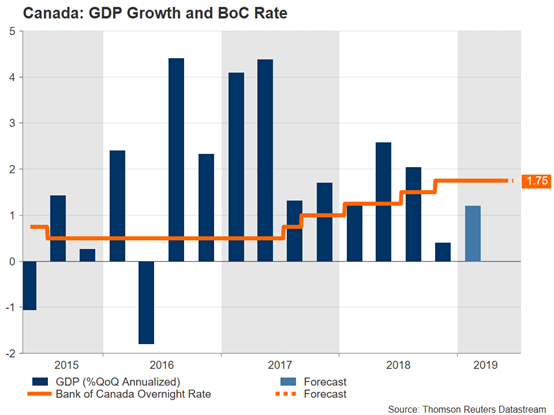 Canada: GDP Growth and BoC Rate
5
4
3
2
1
0
-1
-2
1.75
2015 2016 2017 2018 2019
GDP (%QoQ Annualized) Forecast
Bank of Canada Overnight Rate Forecast
Source: Thomson Reuters Datastream